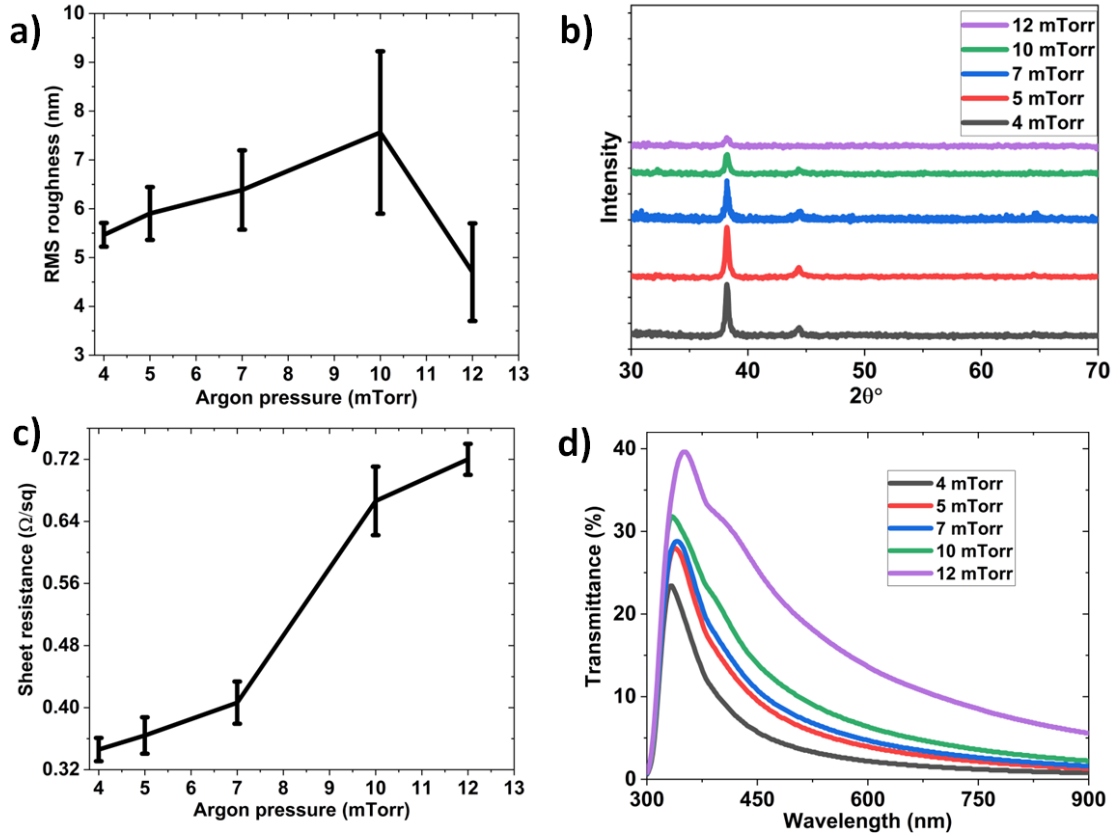 a)
10
9
8
7
6
5
4
3
RMS roughness (nm)
4 5 6 7 8 9 10 11 12 13
Argon pressure (mTorr)
b)
12 mTorr
10 mTorr
7 mTorr
5 mTorr
4 mTorr
Intensity
30 40 50 60 70
2θ°
c)
0.72
0.64
0.56
0.48
0.40
0.32
Sheet resistance (Ω/sq)
4 5 6 7 8 9 10 11 12 13
Argon pressure (mTorr)
d)
40
30
20
10
0
Transmittance (%)
4 mTorr
5 mTorr
7 mTorr
10 mTorr
12 mTorr
300 450 600 750 900
Wavelength (nm)